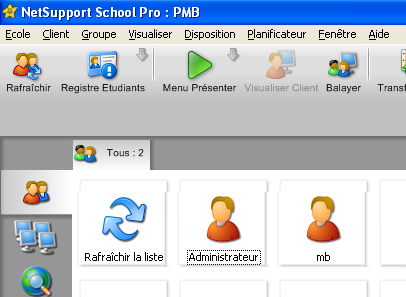 NetSupport School Pro : PMB
Ecole Client Groupe Visualiser Disposition Planificateur Fenêtre Aide
Rafraîchir Registre Etudiants Menu Présenter Visualiser Client Balayer Transf
Tous : 2
Rafraîchir la liste Administrateur mb